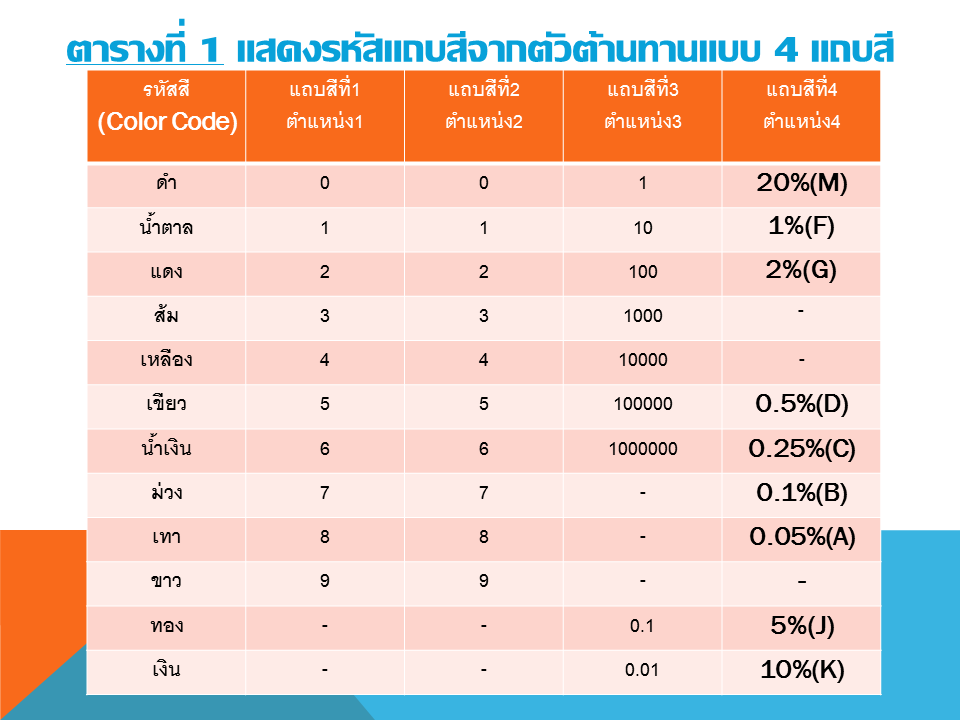 ตารางที่ 1 แสดงรหัสแถบสีจากตัวต้านทานแบบ 4 แถบสี
รหัสสี (Color Code) แถบสีที่1 ตำแหน่ง1 แถบสีที่2 ตำแหน่ง2 แถบสีที่3 ตำแหน่ง3 แถบสีที่4 ตำแหน่ง4
ดำ 0 0 1 20%(M)
น้ำตาล 1 1 10 1%(F)
แดง 2 2 100 2%(G)
ส้ม 3 3 1000 -
เหลือง 4 4 10000 -
เขียว 5 5 100000 0.5%(D)
น้ำเงิน 6 6 1000000 0.25%(C)
ม่วง 7 7 - 0.1%(B)
เทา 8 8 - 0.05%(A)
ขาว 9 9 - -
ทอง - - 0.1 5%(J)
เงิน - - 0.01 10%(K)